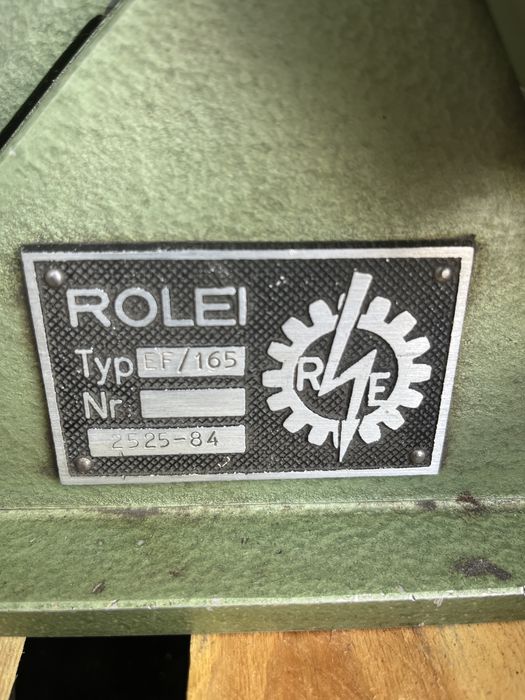 ROLEI
Typ EF/165
Nr.
2525-84
R E